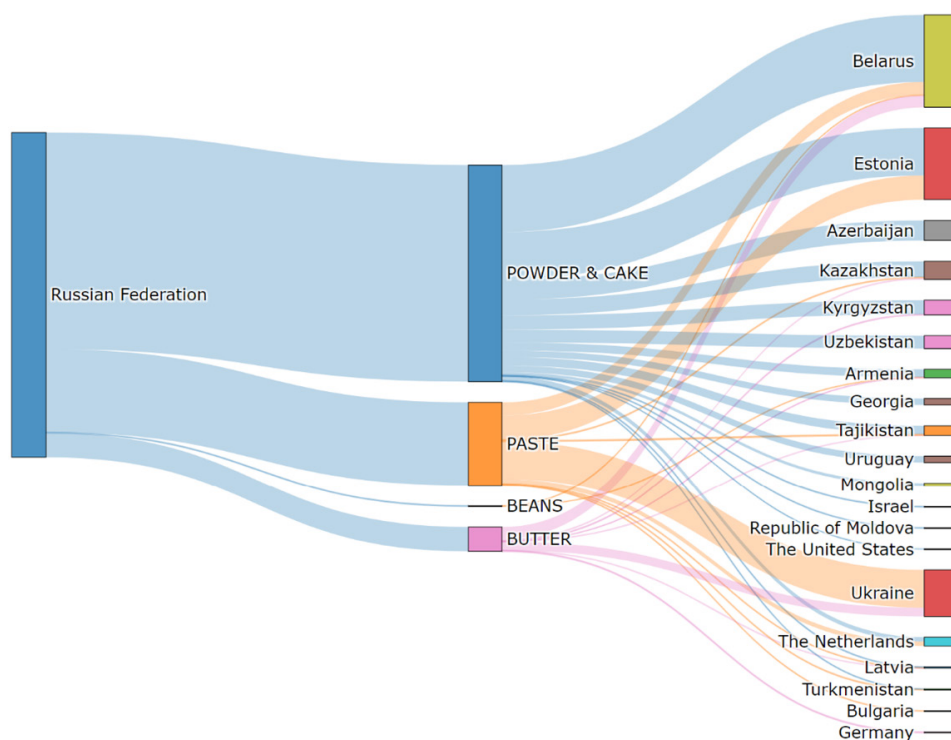 Russian Federation
POWDER & CAKE
PASTE
BEANS
BUTTER
Belarus
Estonia
Azerbaijan
Kazakhstan
Kyrgyzstan
Uzbekistan
Armenia
Georgia
Tajikistan
Uruguay
Mongolia
Israel
Republic of Moldova
The United States
Ukraine
The Netherlands
Latvia
Turkmenistan
Bulgaria
Germany